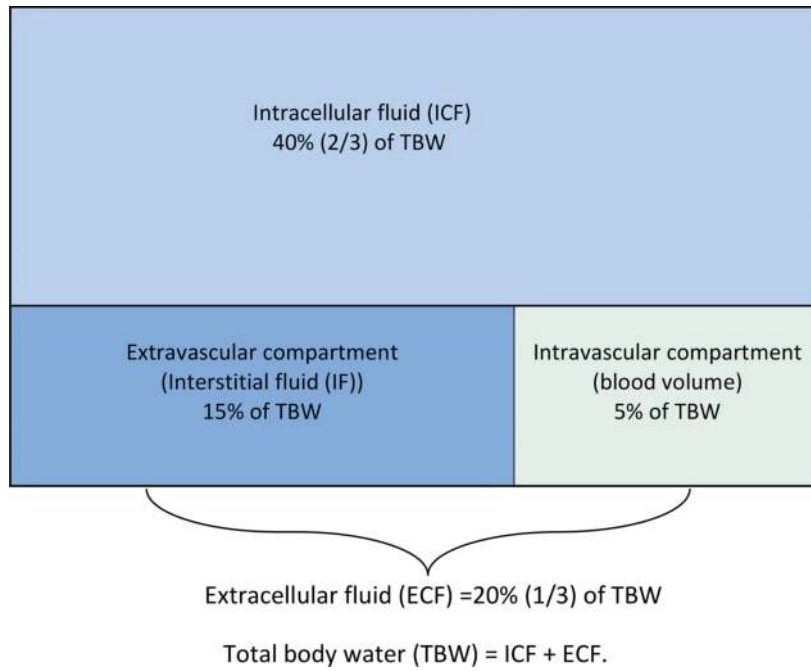 Intracellular fluid (ICF)
40% (2/3) of TBW
Extravascular compartment
(Interstitial fluid (IF))
15% of TBW
Intravascular compartment
(blood volume)
5% of TBW
Extracellular fluid (ECF) =20% (1/3) of TBW
Total body water (TBW) = ICF + ECF.